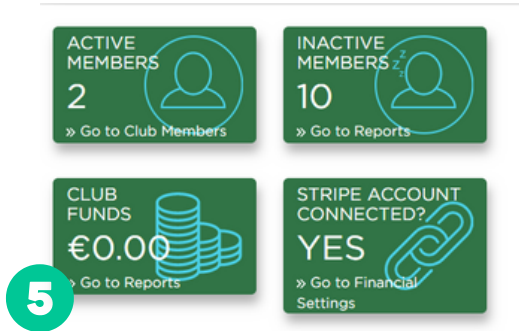 ACTIVE
MEMBERS
2
» Go to Club Members
INACTIVE
MEMBERS
z z z
10
» Go to Reports
CLUB
FUNDS
€0.00
» Go to Reports
STRIPE ACCOUNT
CONNECTED?
YES
» Go to Financial
Settings
5